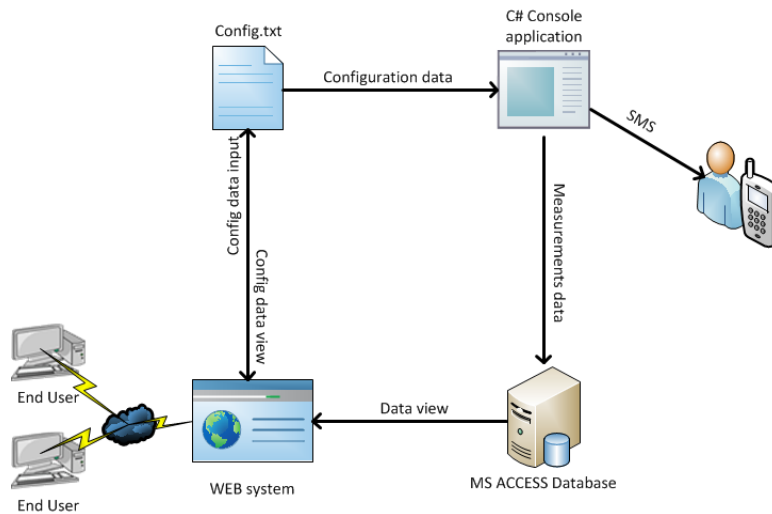 Config.txt
C# Console
application
Configuration data
SMS
Config data input
Config data view
Measurements data
End User
End User
Data view
WEB system
MS ACCESS Database